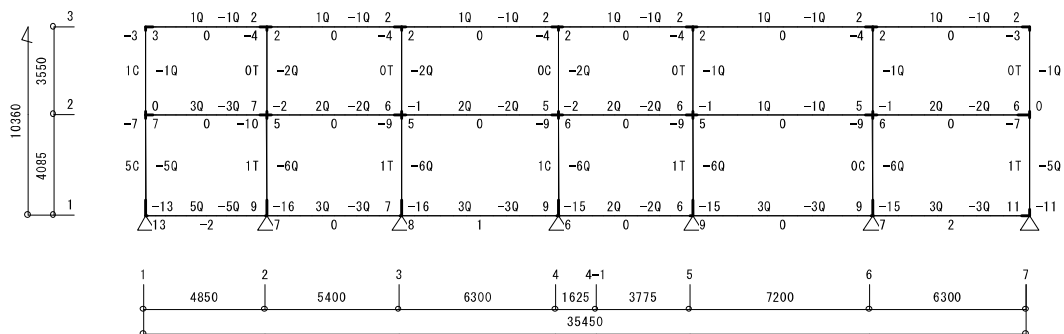 3 1Q -1Q 2 1Q -1Q 2 1Q -1Q 2 1Q -1Q 2 1Q -1Q 2 1Q -1Q 2
-3 3 0 -4 2 0 -4 2 0 -4 2 0 -4 2 0 -4 2 0 -3
3550 1C -1Q 0T -2Q 0T -2Q 0C -2Q 0T -1Q -1Q 0T -1Q
2 0 3Q -3Q 7 -2 2Q -2Q 6 -1 2Q -2Q 5 -2 2Q -2Q 6 -1 1Q -1Q 5 -1 2Q -2Q 6 0
10360 -7 7 0 -10 5 0 -9 5 0 -9 6 0 -9 5 0 -9 6 0 -7
4085 5C -5Q 1T -6Q 1T -6Q 1C -6Q 1T -6Q 0C -6Q 1T -5Q
1 -13 5Q -5Q 9 -16 3Q -3Q 7 -16 3Q -3Q 9 -15 2Q -2Q 6 -15 3Q -3Q 9 -15 3Q -3Q 11 -11
13 -2 7 0 8 1 6 0 9 0 7 2
1 2 3 4 4-1 5 6 7
4850 5400 6300 1625 3775 7200 6300
35450